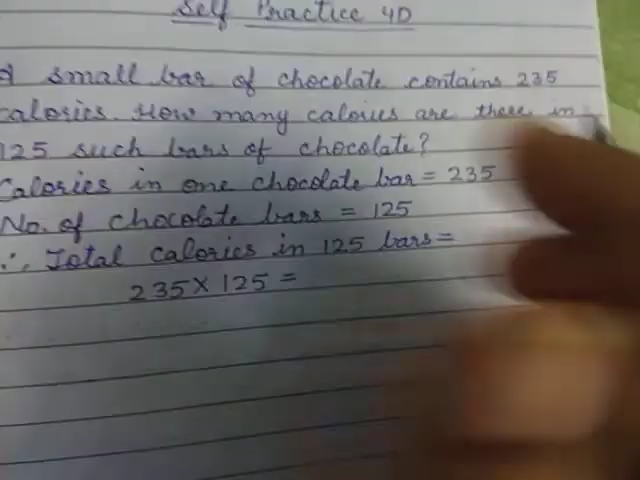 Self Practice 4D
A small bar of chocolate contains 235
calories. How many calories are there in
125 such bars of chocolate?
Calories in one chocolate bar = 235
No. of chocolate bars = 125
∴ Total calories in 125 bars =
235 × 125 =